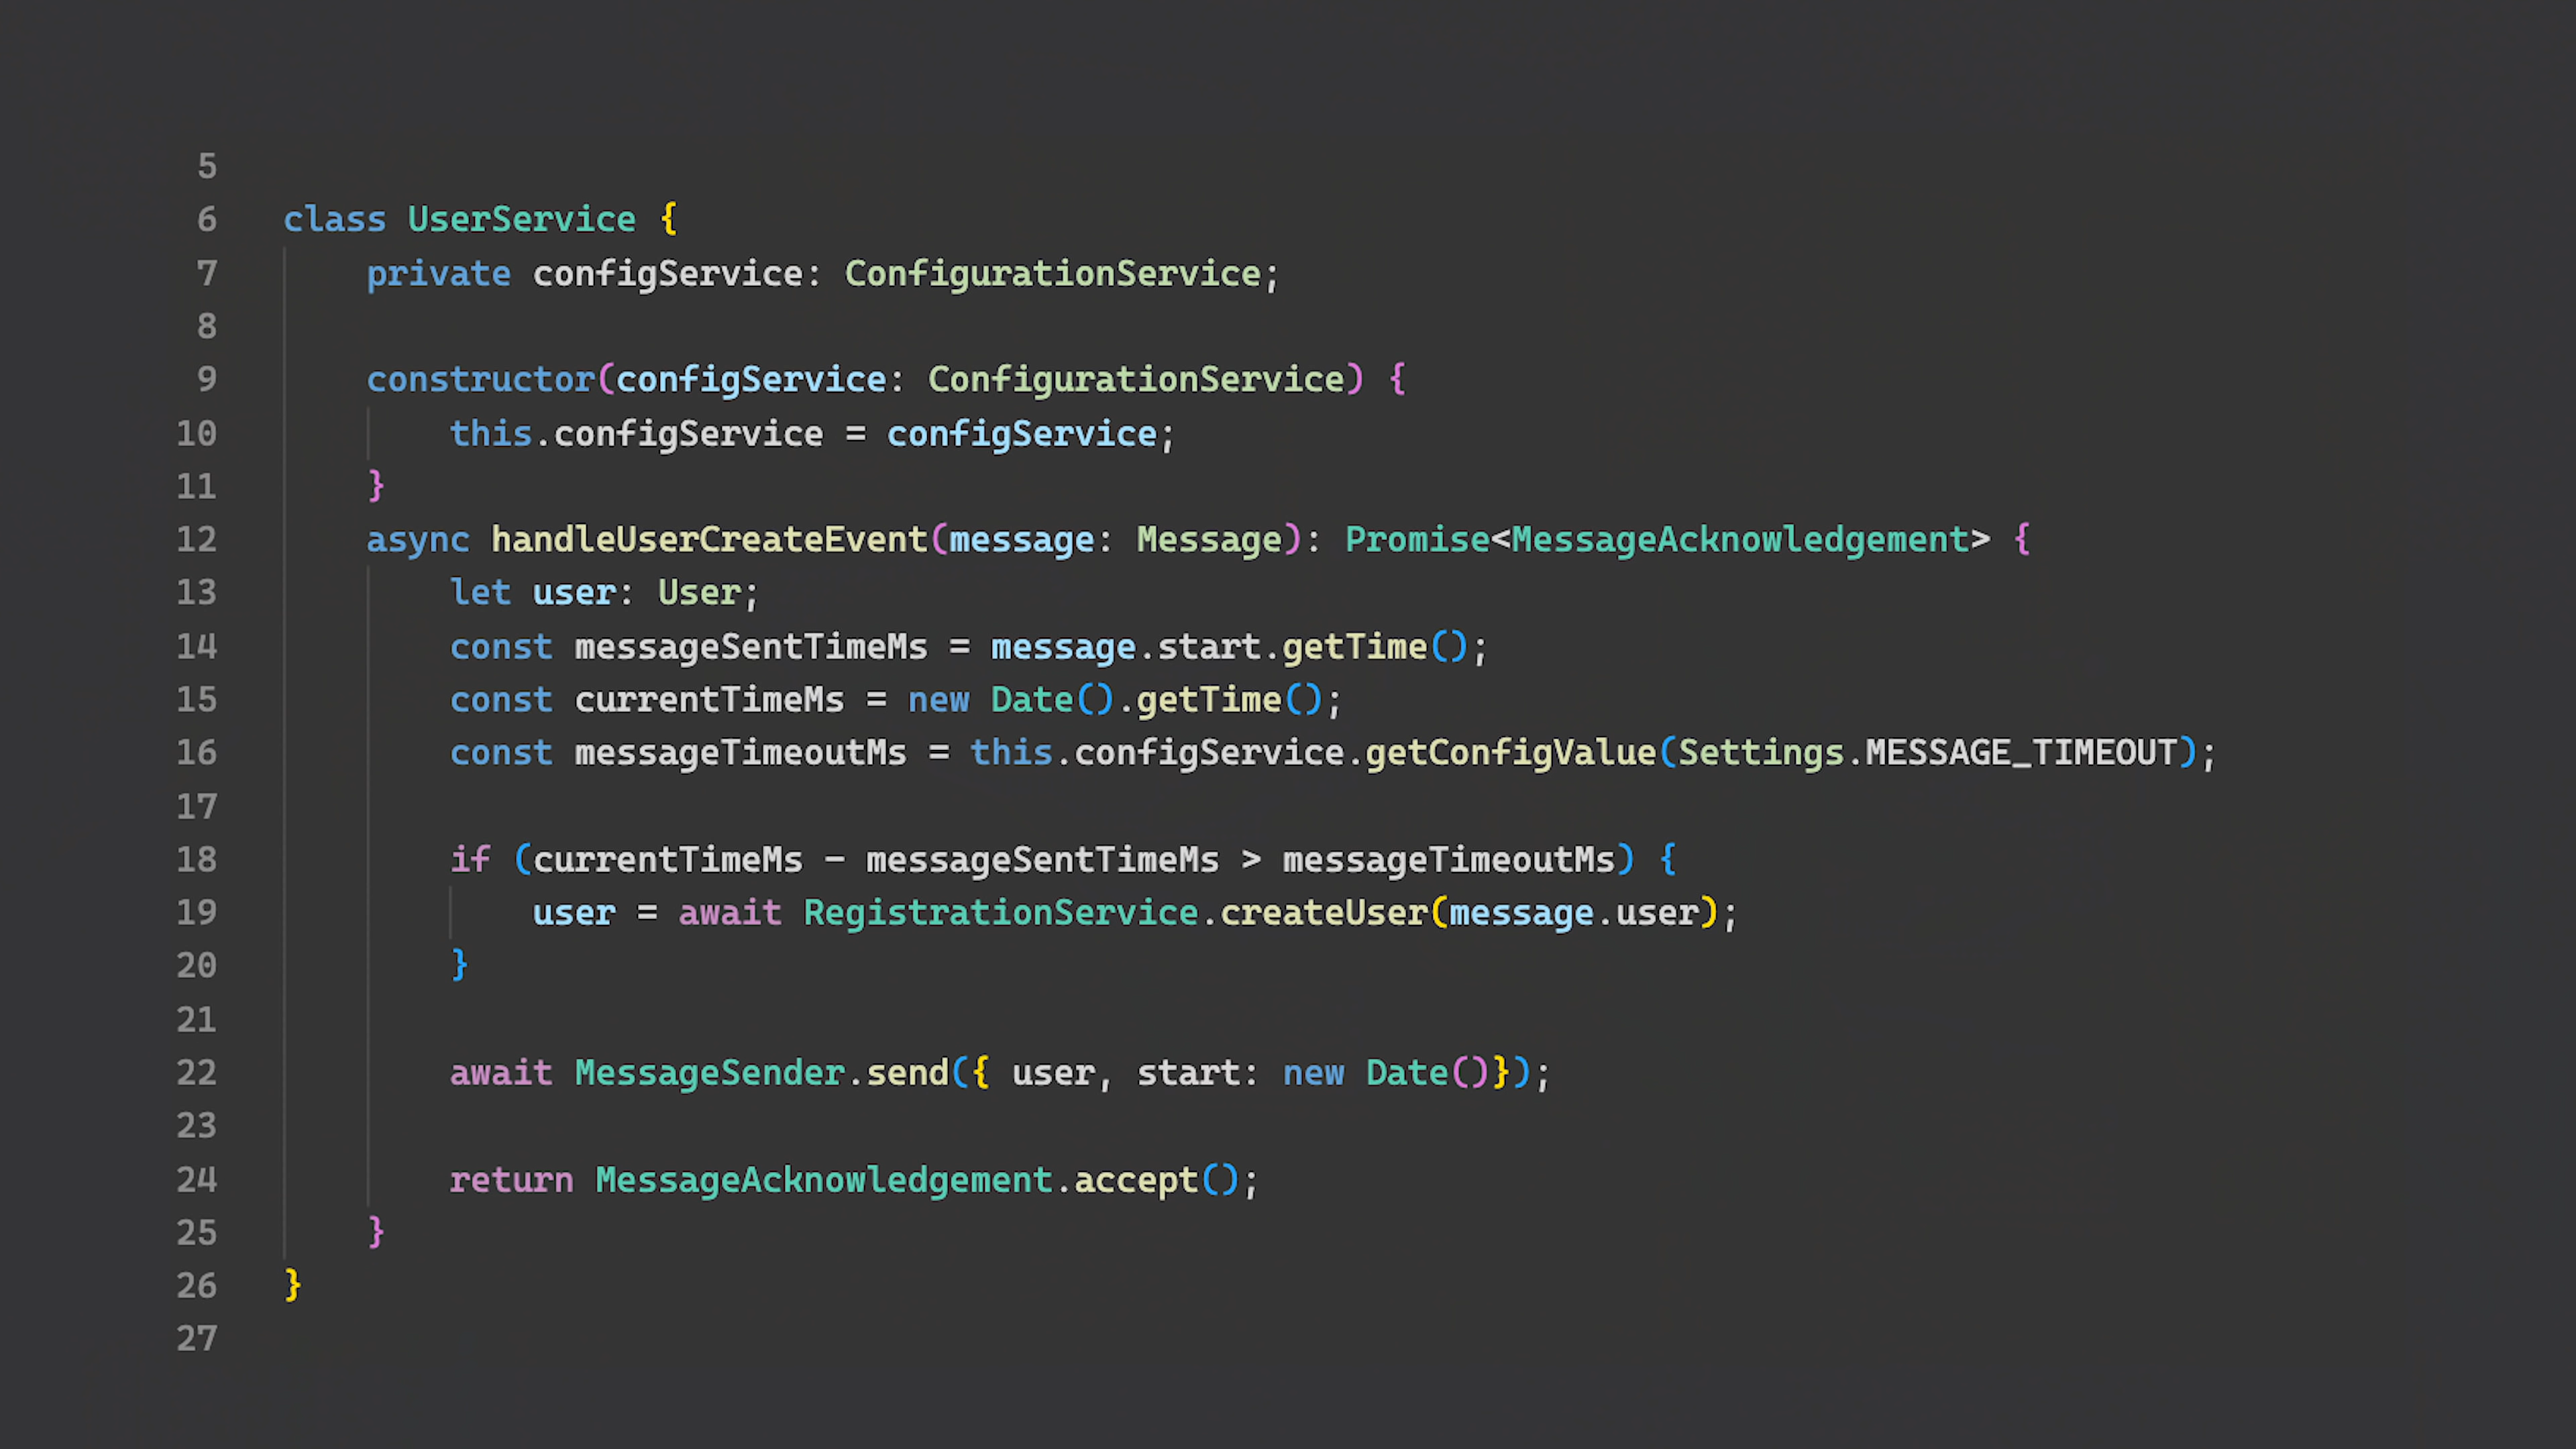 5
6 class UserService {
7 private configService: ConfigurationService;
8
9 constructor(configService: ConfigurationService) {
10 this.configService = configService;
11 }
12 async handleUserCreateEvent(message: Message): Promise<MessageAcknowledgement> {
13 let user: User;
14 const messageSentTimeMs = message.start.getTime();
15 const currentTimeMs = new Date().getTime();
16 const messageTimeoutMs = this.configService.getConfigValue(Settings.MESSAGE_TIMEOUT);
17
18 if (currentTimeMs - messageSentTimeMs > messageTimeoutMs) {
19 user = await RegistrationService.createUser(message.user);
20 }
21
22 await MessageSender.send({ user, start: new Date()});
23
24 return MessageAcknowledgement.accept();
25 }
26 }
27